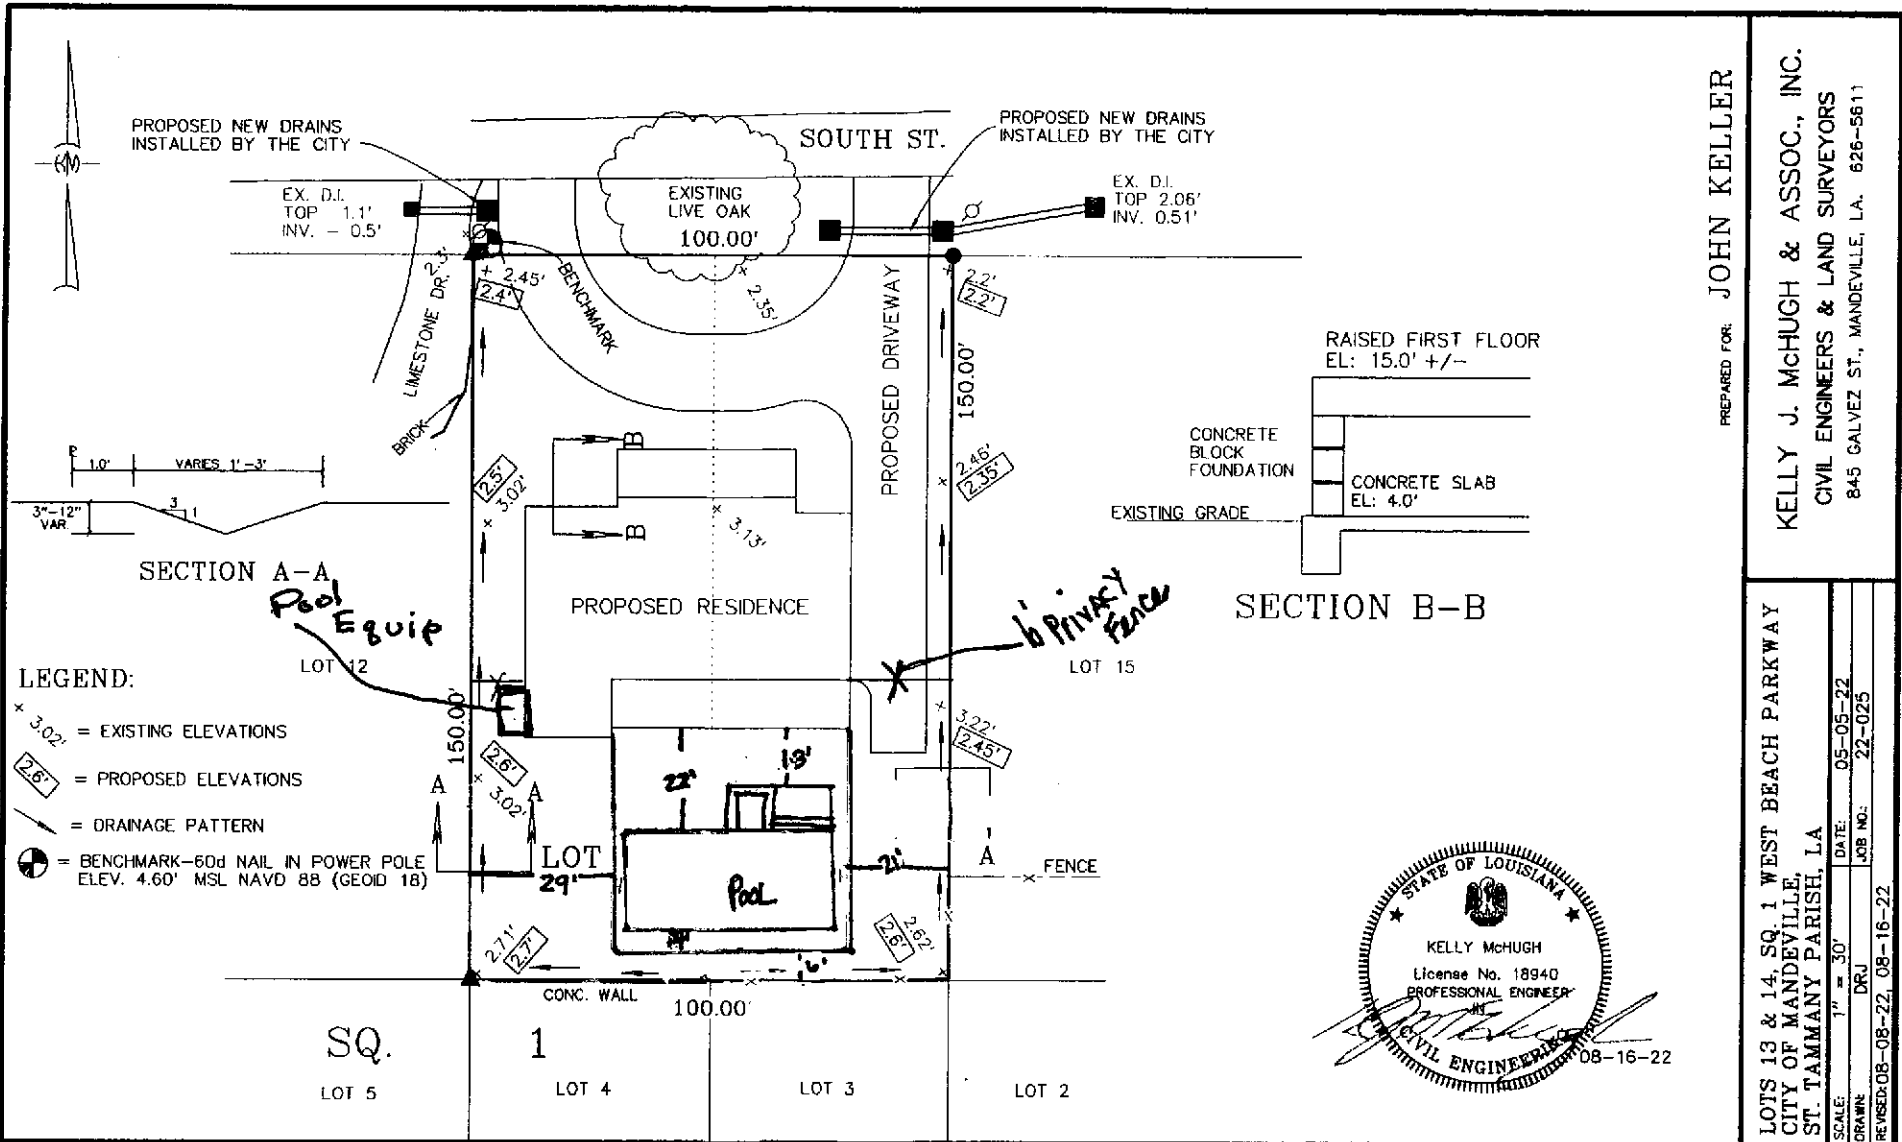 PROPOSED NEW DRAINS
INSTALLED BY THE CITY
SOUTH ST.
PROPOSED NEW DRAINS
INSTALLED BY THE CITY
EX. D.I.
TOP 1.1'
INV. - 0.5'
EXISTING
LIVE OAK
100.00'
EX. D.I.
TOP 2.06'
INV. 0.51'
2.3'
2.45'
2.4'
BENCHMARK
2.35'
2.2'
2.2'
LIMESTONE DR.
BRICK
PROPOSED DRIVEWAY
150.00'
RAISED FIRST FLOOR
EL: 15.0' +/-
CONCRETE
BLOCK
FOUNDATION
CONCRETE SLAB
EL: 4.0'
EXISTING GRADE
SECTION B-B
1.0'
VARIES 1'-3'
3"-12"
VAR.
3
1
SECTION A-A
2.5'
3.02'
B
B
3.13'
2.46'
2.35'
PROPOSED RESIDENCE
Pool
Equip
6' PRIVACY
Fence
LOT 12
LOT 15
LEGEND:
3.02' = EXISTING ELEVATIONS
2.6' = PROPOSED ELEVATIONS
= DRAINAGE PATTERN
= BENCHMARK-60d NAIL IN POWER POLE
ELEV. 4.60' MSL NAVD 88 (GEOID 18)
150.00'
2.6'
3.02'
A
A
3.22'
2.45'
22'
LOT
29'
21'
A
FENCE
POOL
2.71'
2.7'
2.62'
2.6'
6'
CONC. WALL
100.00'
SQ.
1
LOT 5
LOT 4
LOT 3
LOT 2
STATE OF LOUISIANA
KELLY McHUGH
License No. 18940
PROFESSIONAL ENGINEER
IN
CIVIL ENGINEERING
08-16-22
PREPARED FOR: JOHN KELLER
KELLY J. McHUGH & ASSOC., INC.
CIVIL ENGINEERS & LAND SURVEYORS
845 GALVEZ ST., MANDEVILLE, LA. 626-5611
LOTS 13 & 14, SQ. 1 WEST BEACH PARKWAY
CITY OF MANDEVILLE,
ST. TAMMANY PARISH, LA
SCALE: 1" = 30' DATE: 05-05-22
DRAWN: DRJ JOB NO.: 22-025
REVISED: 08-08-22, 08-16-22